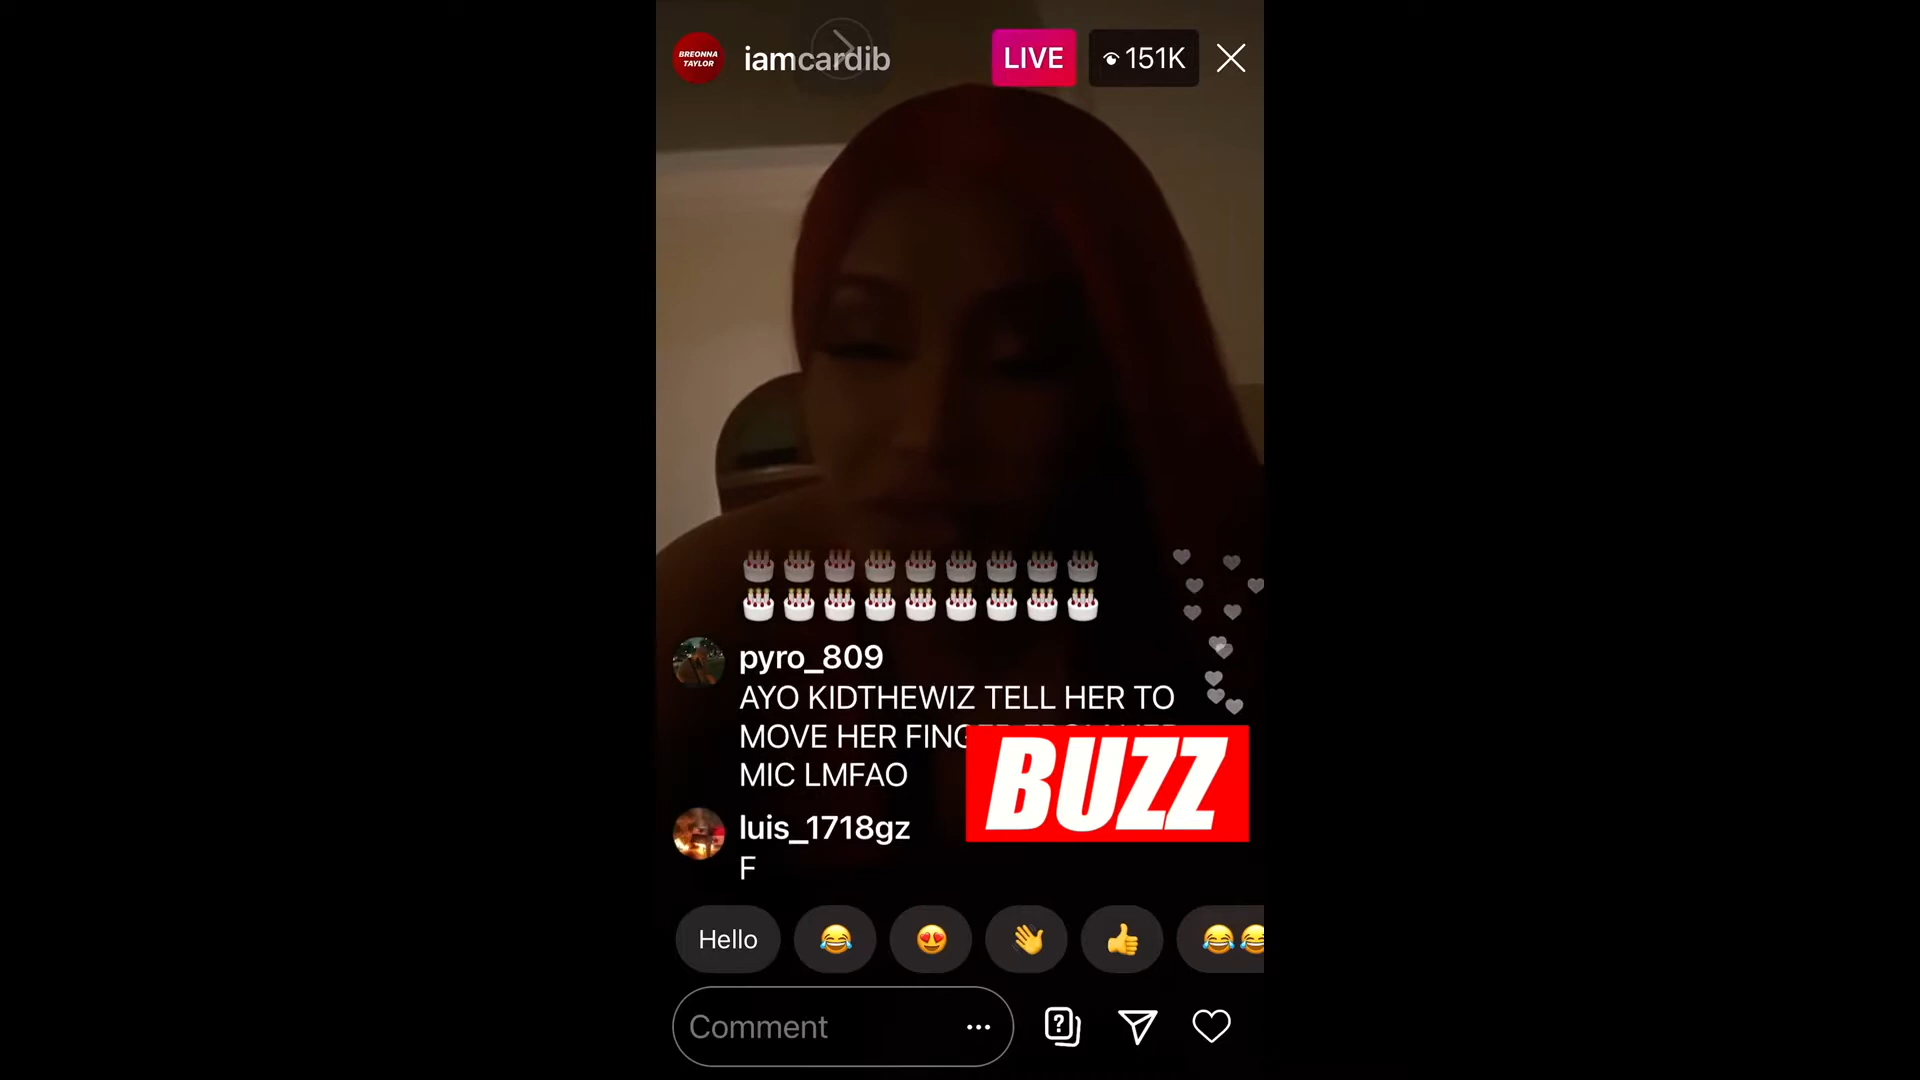 BREONNA
TAYLOR
iamcardib
LIVE
151K
pyro_809
AYO KIDTHEWIZ TELL HER TO
MOVE HER
MIC LMFAO
BUZZ
luis_1718gz
F
Hello
Comment